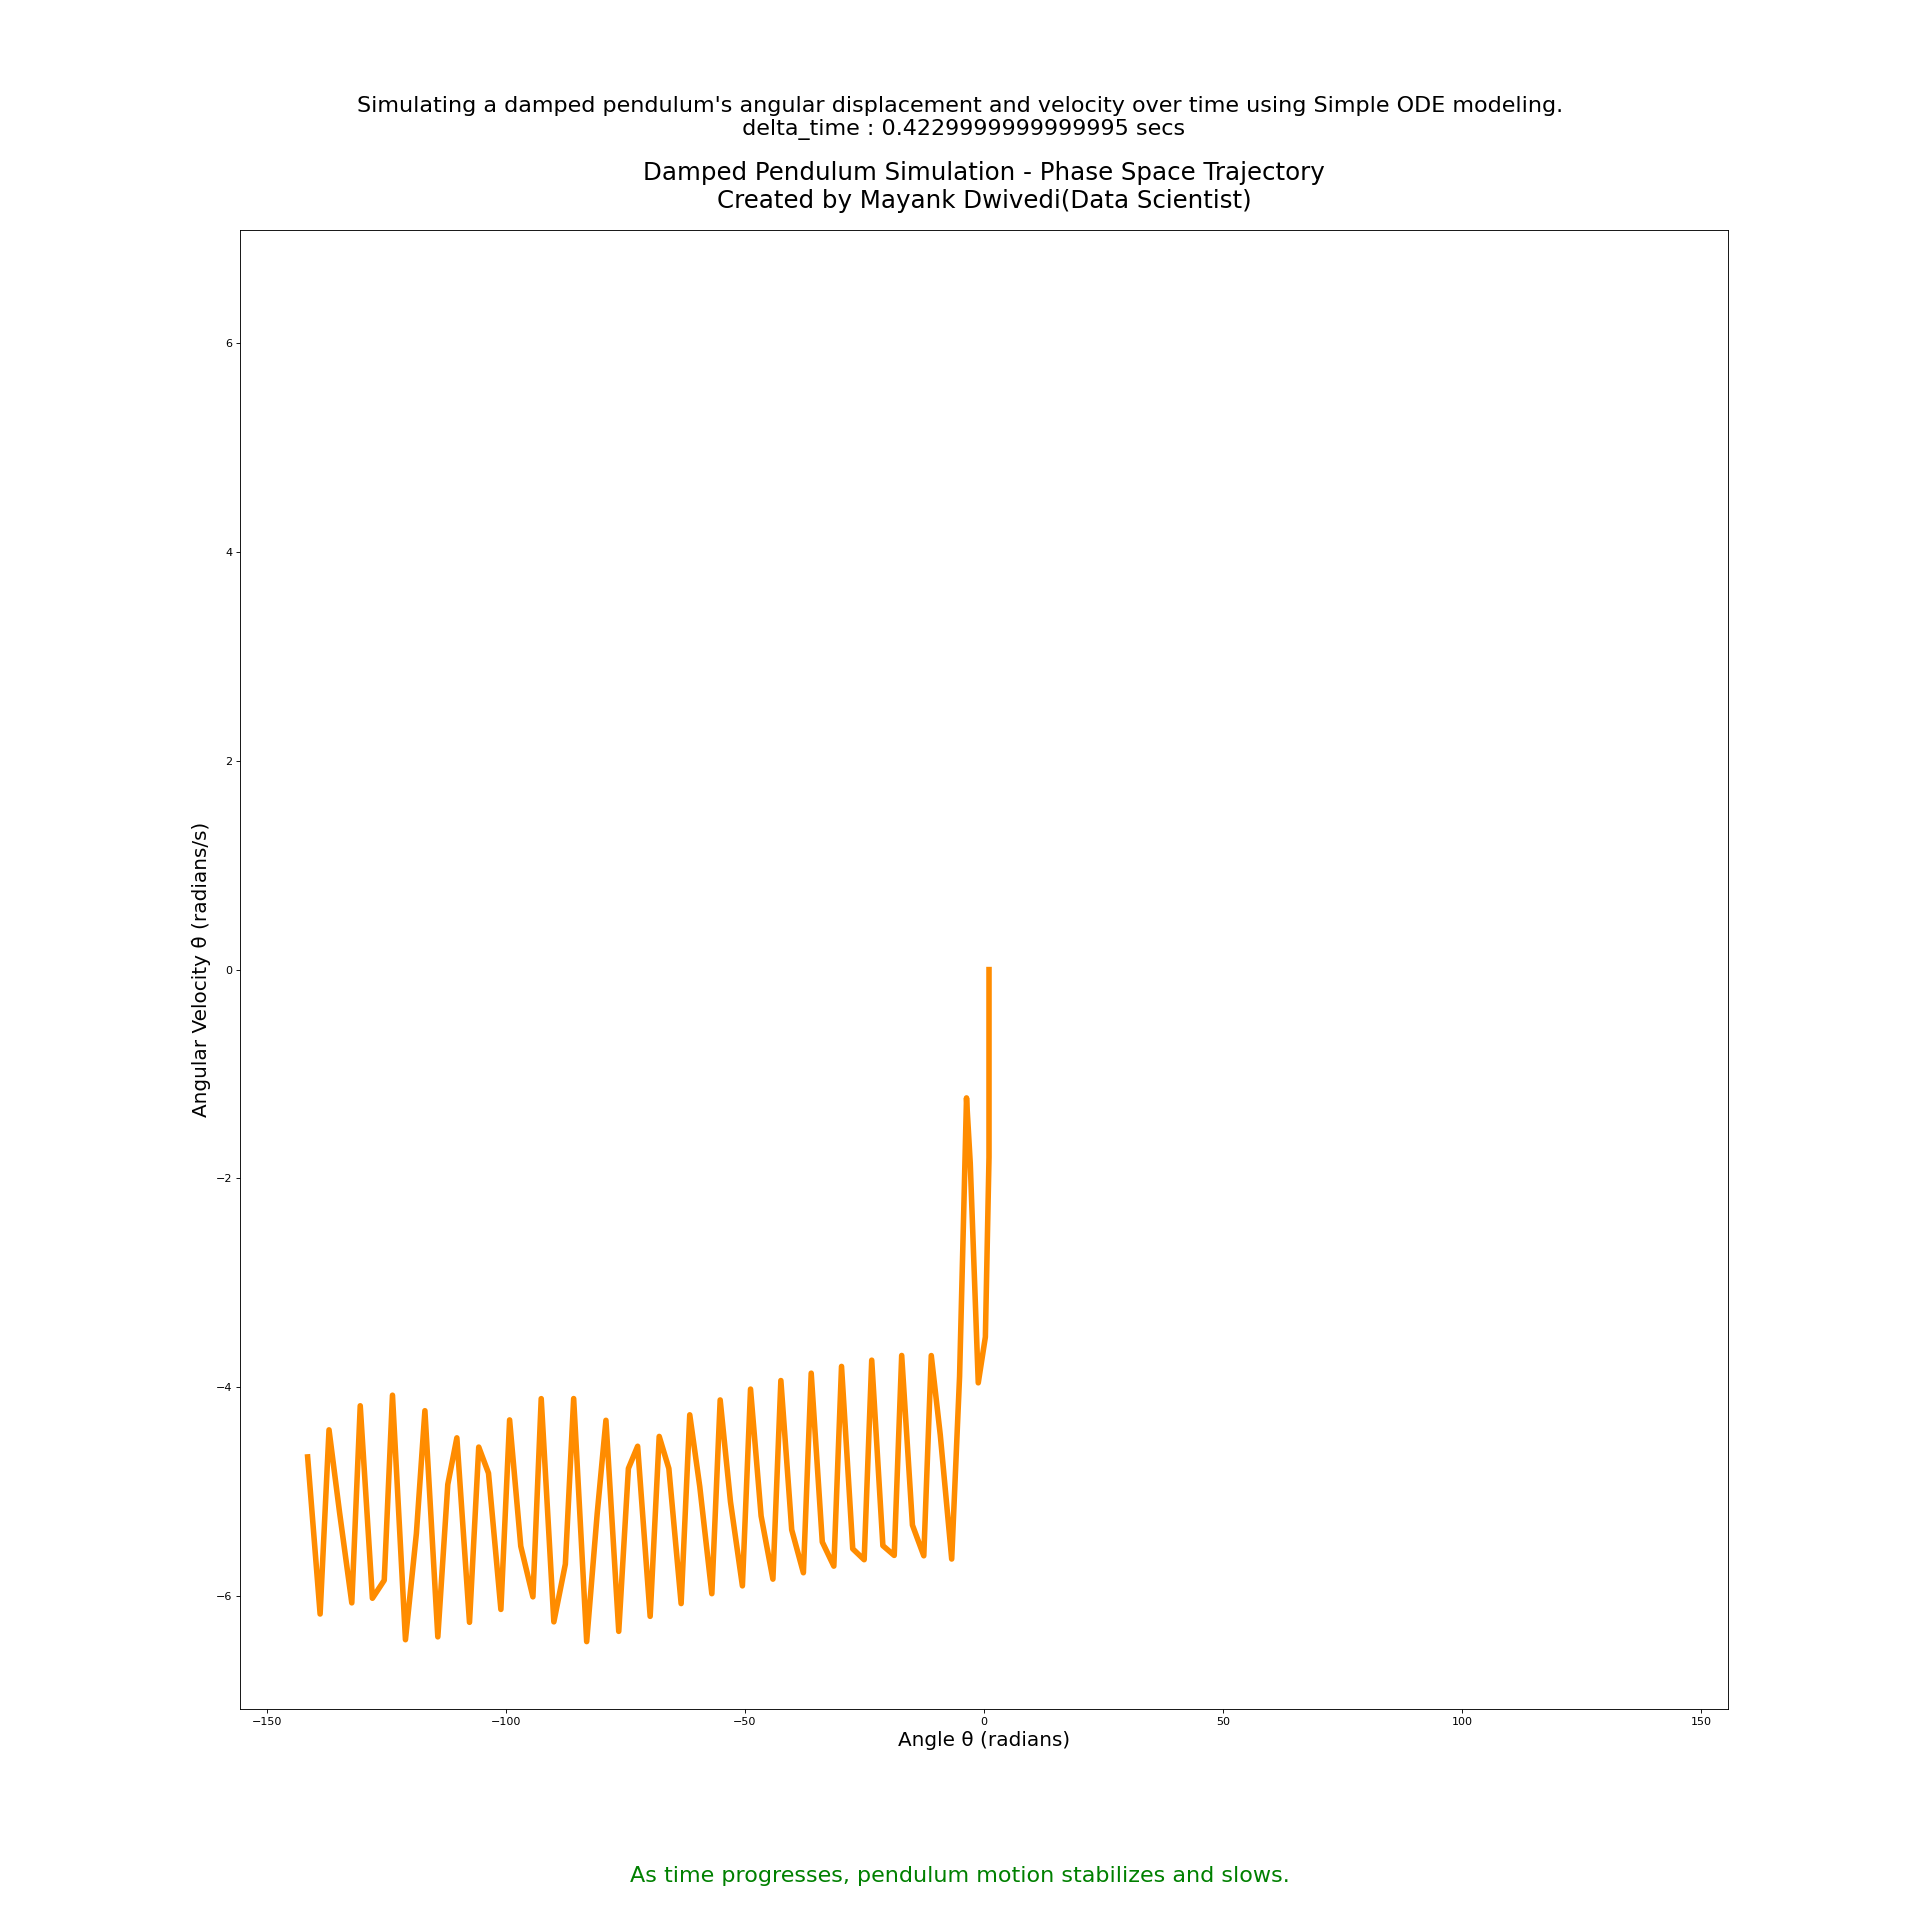 Simulating a damped pendulum's angular displacement and velocity over time using Simple ODE modeling.
delta_time : 0.4229999999999995 secs
Damped Pendulum Simulation - Phase Space Trajectory
Created by Mayank Dwivedi(Data Scientist)
Angular Velocity θ (radians/s)
6
4
2
0
−2
−4
−6
−150
−100
−50
0
50
100
150
Angle θ (radians)
As time progresses, pendulum motion stabilizes and slows.